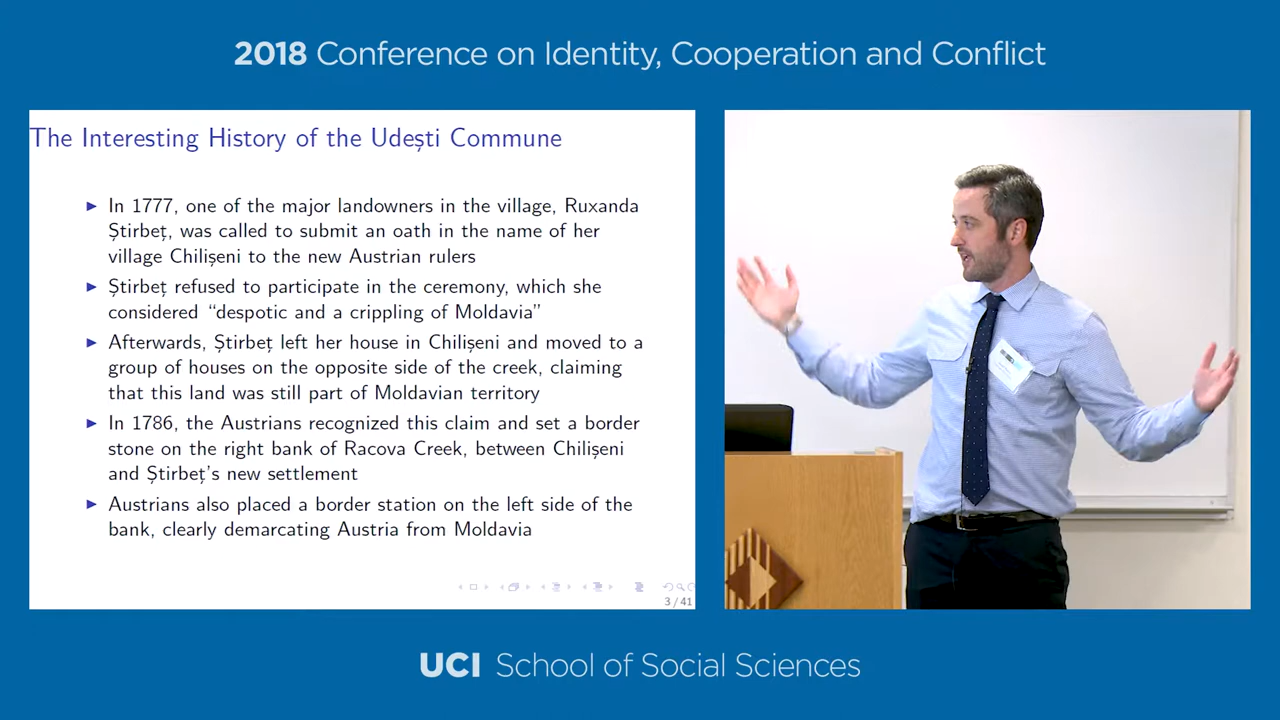 2018 Conference on Identity, Cooperation and Conflict
The Interesting History of the Udești Commune
▶ In 1777, one of the major landowners in the village, Ruxanda
Știrbeț, was called to submit an oath in the name of her
village Chilișeni to the new Austrian rulers
▶ Știrbeț refused to participate in the ceremony, which she
considered “despotic and a crippling of Moldavia”
▶ Afterwards, Știrbeț left her house in Chilișeni and moved to a
group of houses on the opposite side of the creek, claiming
that this land was still part of Moldavian territory
▶ In 1786, the Austrians recognized this claim and set a border
stone on the right bank of Racova Creek, between Chilișeni
and Știrbeț’s new settlement
▶ Austrians also placed a border station on the left side of the
bank, clearly demarcating Austria from Moldavia
3 / 41
UCI School of Social Sciences